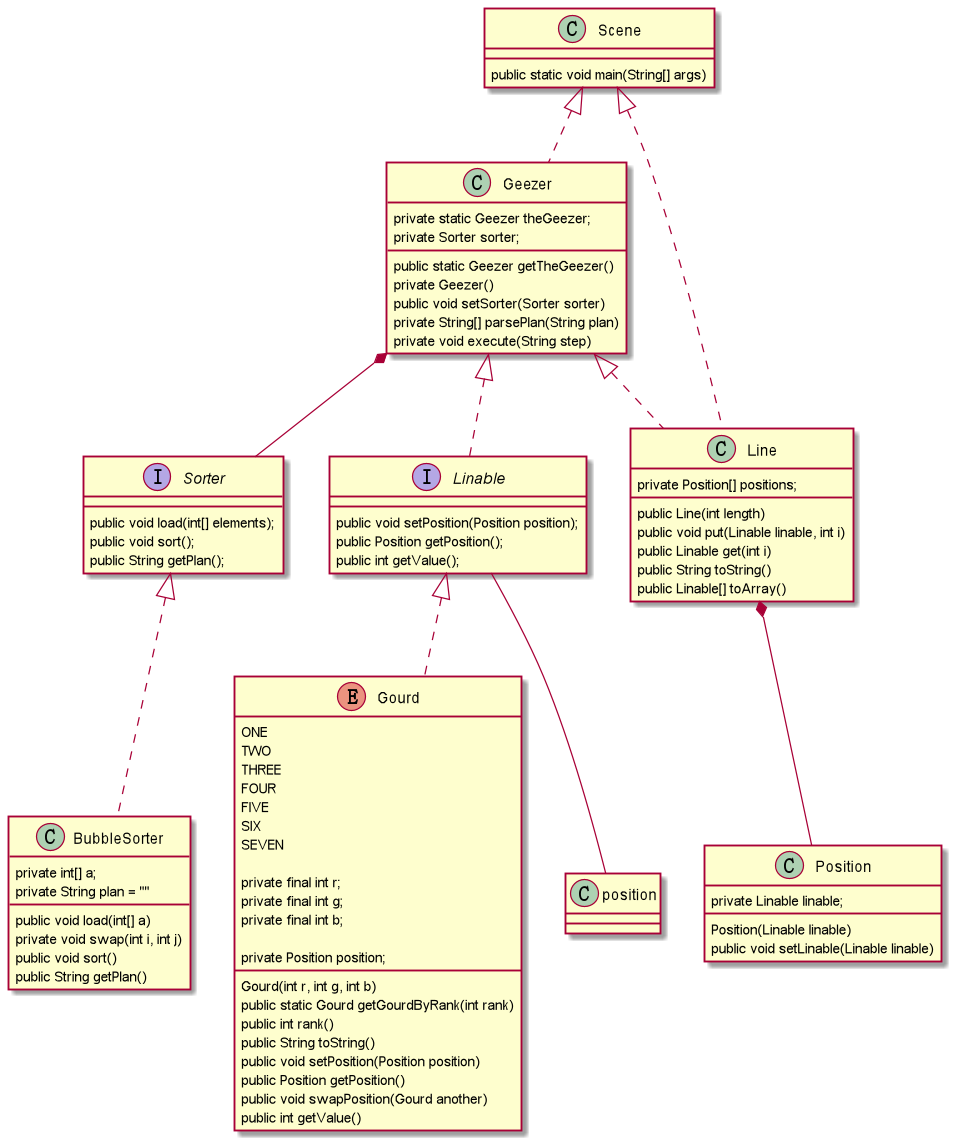 C Scene
public static void main(String[] args)
C Geezer
private static Geezer theGeezer;
private Sorter sorter;
public static Geezer getTheGeezer()
private Geezer()
public void setSorter(Sorter sorter)
private String[] parsePlan(String plan)
private void execute(String step)
I Sorter
public void load(int[] elements);
public void sort();
public String getPlan();
I Linable
public void setPosition(Position position);
public Position getPosition();
public int getValue();
C Line
private Position[] positions;
public Line(int length)
public void put(Linable linable, int i)
public Linable get(int i)
public String toString()
public Linable[] toArray()
C BubbleSorter
private int[] a;
private String plan = ""
public void load(int[] a)
private void swap(int i, int j)
public void sort()
public String getPlan()
E Gourd
ONE
TWO
THREE
FOUR
FIVE
SIX
SEVEN
private final int r;
private final int g;
private final int b;
private Position position;
Gourd(int r, int g, int b)
public static Gourd getGourdByRank(int rank)
public int rank()
public String toString()
public void setPosition(Position position)
public Position getPosition()
public void swapPosition(Gourd another)
public int getValue()
C position
C Position
private Linable linable;
Position(Linable linable)
public void setLinable(Linable linable)